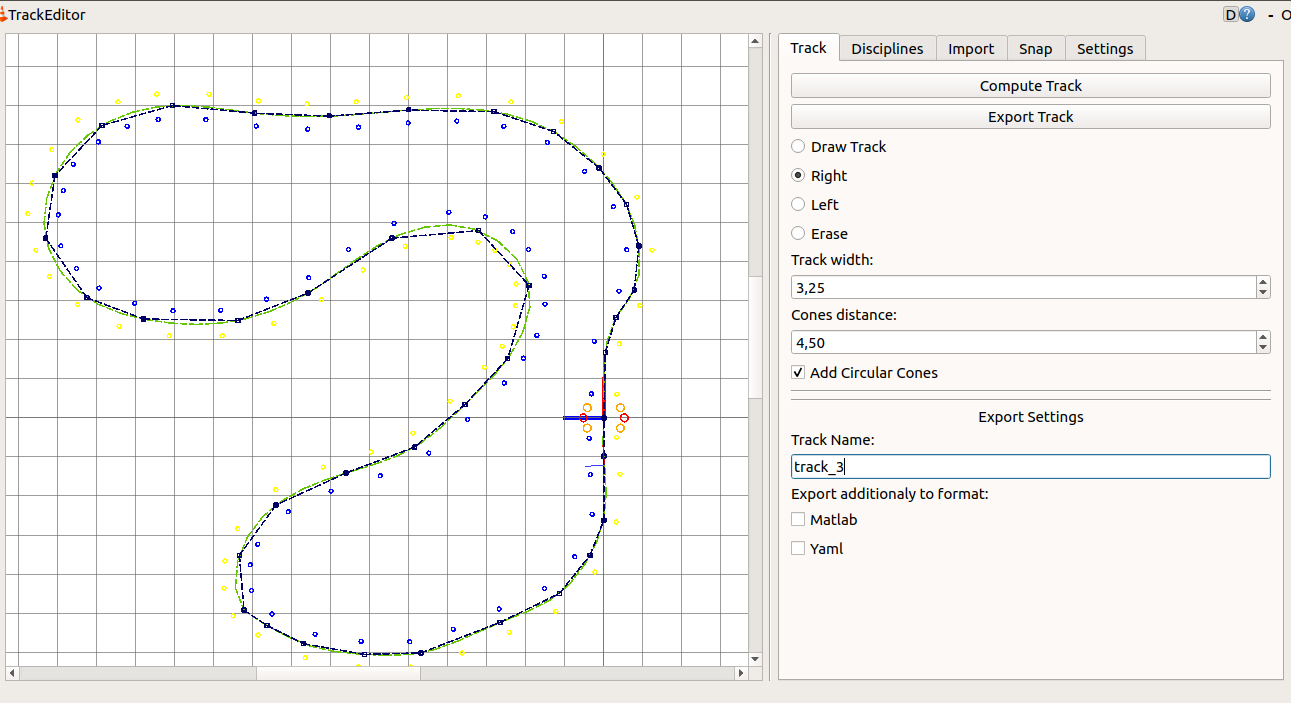 TrackEditor
D ?
Track Disciplines Import Snap Settings
Compute Track
Export Track
Draw Track
Right
Left
Erase
Track width:
3,25
Cones distance:
4,50
Add Circular Cones
Export Settings
Track Name:
track_3
Export additionaly to format:
Matlab
Yaml